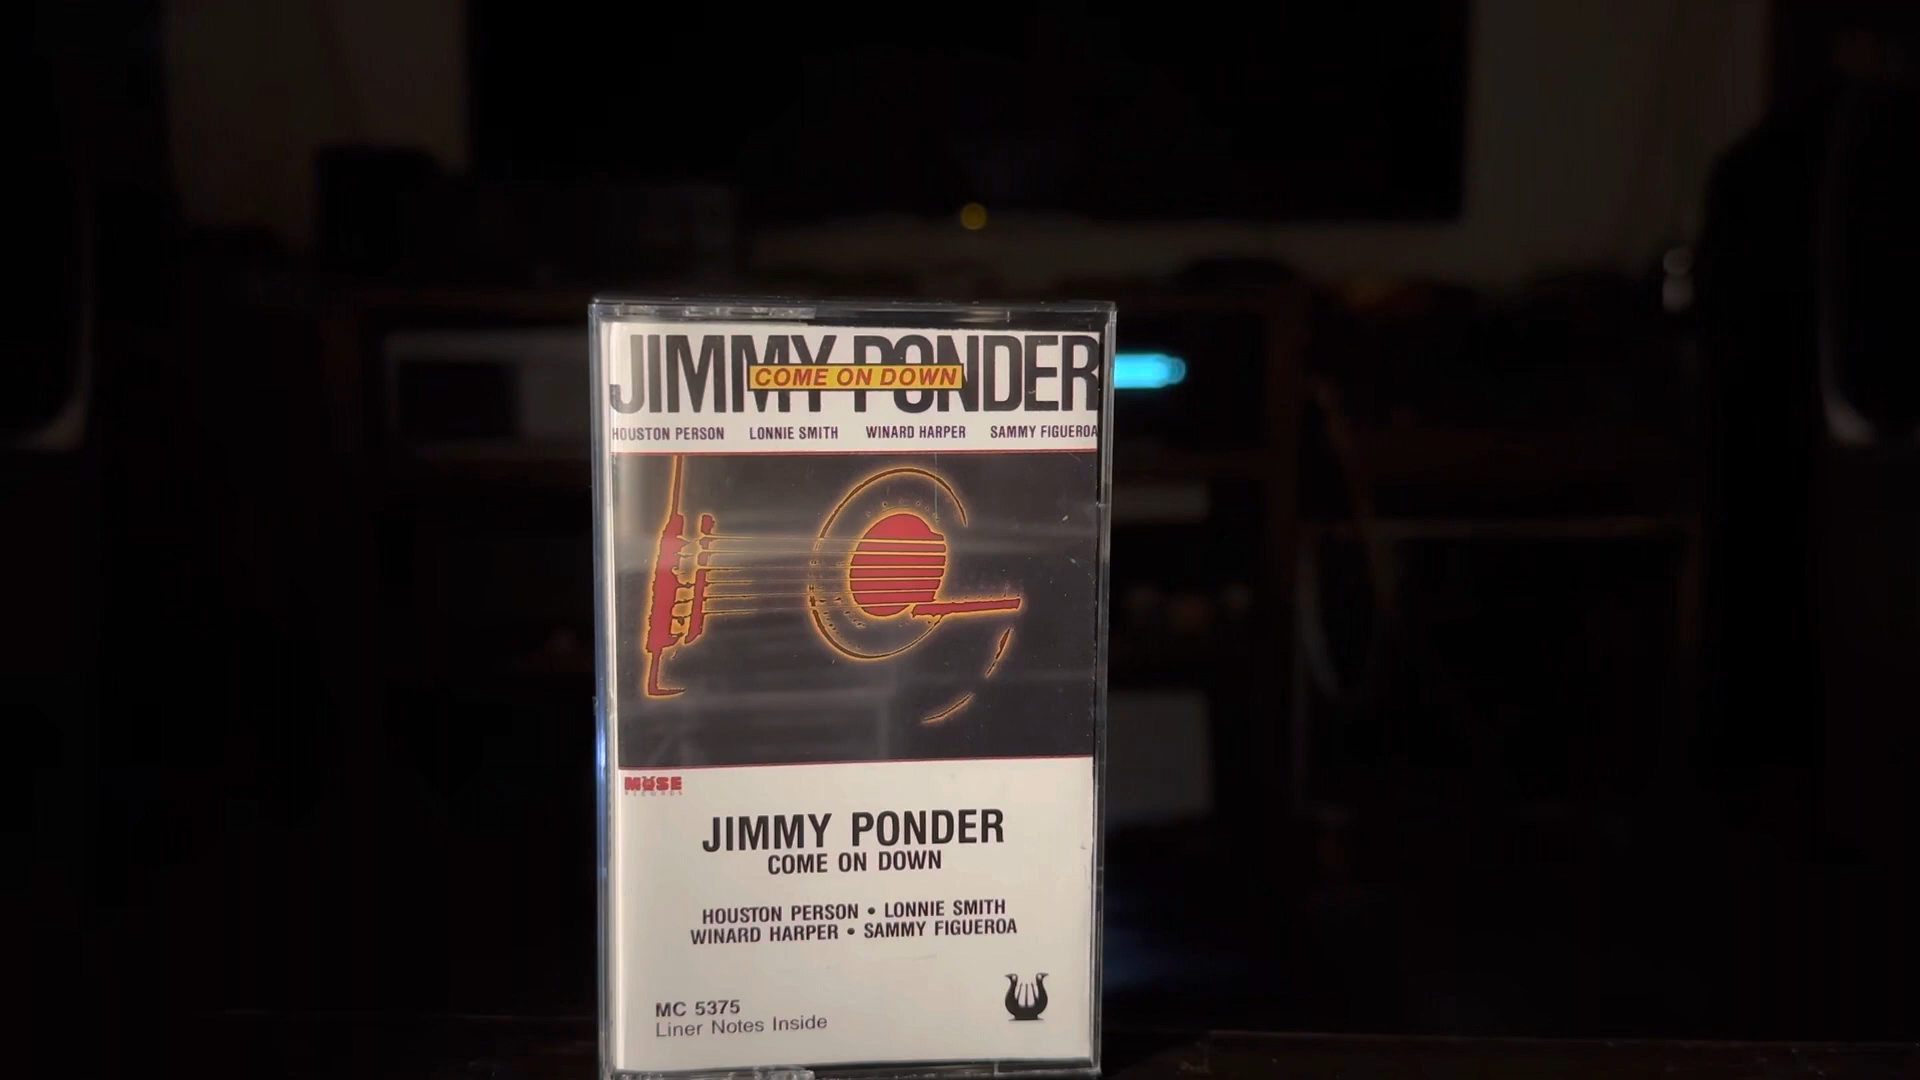 JIMMY PONDER
COME ON DOWN
HOUSTON PERSON LONNIE SMITH WINARD HARPER SAMMY FIGUEROA
MUSE
RECORDS
JIMMY PONDER
COME ON DOWN
HOUSTON PERSON • LONNIE SMITH
WINARD HARPER • SAMMY FIGUEROA
MC 5375
Liner Notes Inside